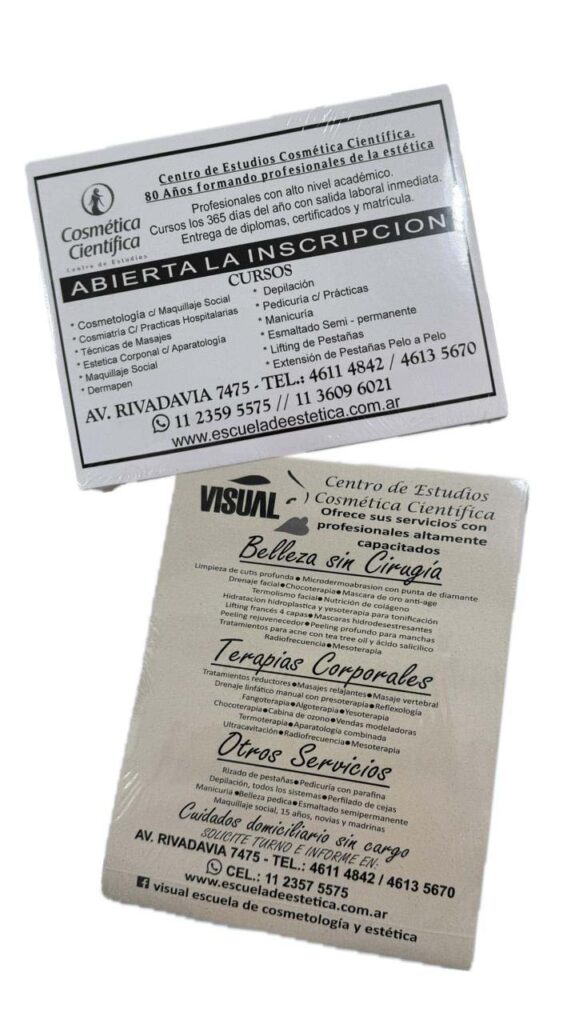 Centro de Estudios Cosmética Científica.
80 Años formando profesionales de la estética
Profesionales con alto nivel académico.
Cursos los 365 días del año con salida laboral inmediata.
Entrega de diplomas, certificados y matrícula.
Cosmética
Científica
Centro de Estudios
ABIERTA LA INSCRIPCION
CURSOS
* Cosmetología c/ Maquillaje Social
* Cosmiatría C/ Practicas Hospitalarias
* Técnicas de Masajes
* Estetica Corporal c/ Aparatología
* Maquillaje Social
* Dermapen
* Depilación
* Pedicuría c/ Prácticas
* Manicuría
* Esmaltado Semi - permanente
* Lifting de Pestañas
* Extensión de Pestañas Pelo a Pelo
AV. RIVADAVIA 7475 - TEL.: 4611 4842 / 4613 5670
11 2359 5575 // 11 3609 6021
www.escueladeestetica.com.ar
VISUAL
Centro de Estudios
Cosmética Científica
Ofrece sus servicios con
profesionales altamente
capacitados
Belleza sin Cirugía
Limpieza de cutis profunda ● Microdermoabrasion con punta de diamante
Drenaje facial ● Chocoterapia ● Mascara de oro anti-age
Termolismo facial ● Nutrición de colágeno
Hidratacion hidroplastica y yesoterapia para tonificación
Lifting francés 4 capas ● Mascaras hidrodesestresantes
Peeling rejuvenecedor ● Peeling profundo para manchas
Tratamientos para acne con tea tree oil y ácido salicilico
Radiofrecuencia ● Mesoterapia
Terapias Corporales
Tratamientos reductores ● Masajes relajantes ● Masaje vertebral
Drenaje linfático manual con presoterapia ● Reflexología
Fangoterapia ● Algoterapia ● Yesoterapia
Chocoterapia ● Cabina de ozono ● Vendas modeladoras
Termoterapia ● Aparatología combinada
Ultracavitación ● Radiofrecuencia ● Mesoterapia
Otros Servicios
Rizado de pestañas ● Pedicuria con parafina
Depilación, todos los sistemas ● Perfilado de cejas
Manicuria ● Belleza pedica ● Esmaltado semipermanente
Maquillaje social, 15 años, novias y madrinas
Cuidados domiciliario sin cargo
SOLICITE TURNO E INFORME EN:
AV. RIVADAVIA 7475 - TEL.: 4611 4842 / 4613 5670
CEL.: 11 2357 5575
www.escueladeestetica.com.ar
visual escuela de cosmetología y estética